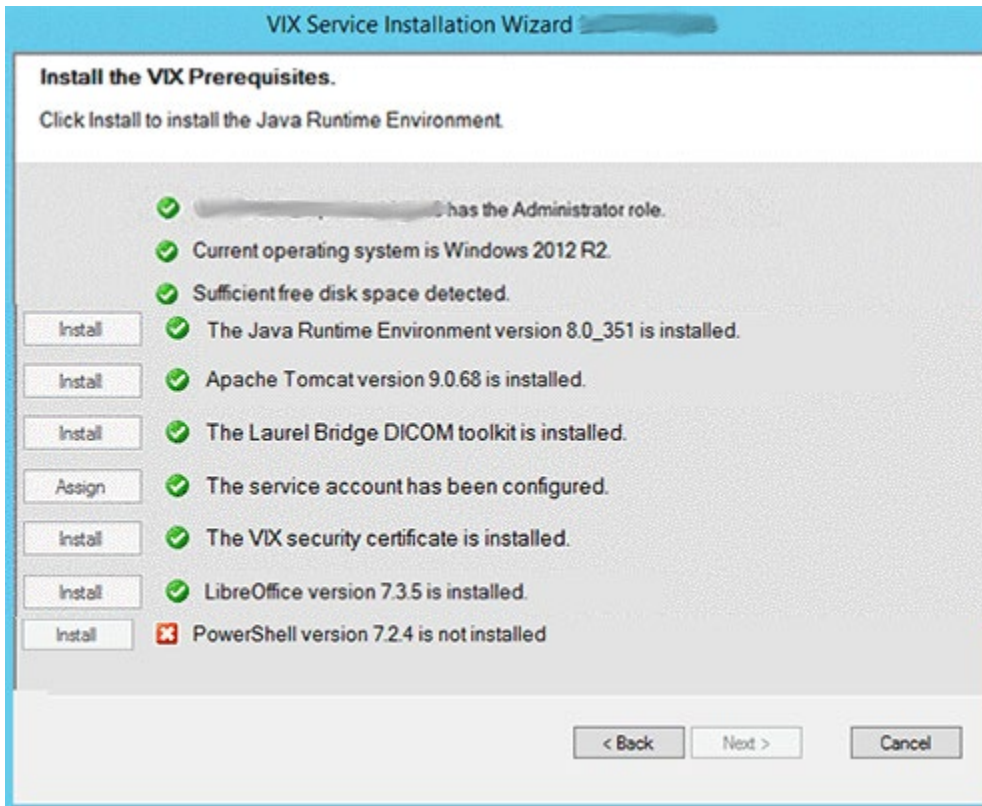 VIX Service Installation Wizard
Install the VIX Prerequisites.
Click Install to install the Java Runtime Environment.
has the Administrator role.
Current operating system is Windows 2012 R2.
Sufficient free disk space detected.
Install The Java Runtime Environment version 8.0_351 is installed.
Install Apache Tomcat version 9.0.68 is installed.
Install The Laurel Bridge DICOM toolkit is installed.
Assign The service account has been configured.
Install The VIX security certificate is installed.
Install LibreOffice version 7.3.5 is installed.
Install PowerShell version 7.2.4 is not installed
< Back Next > Cancel